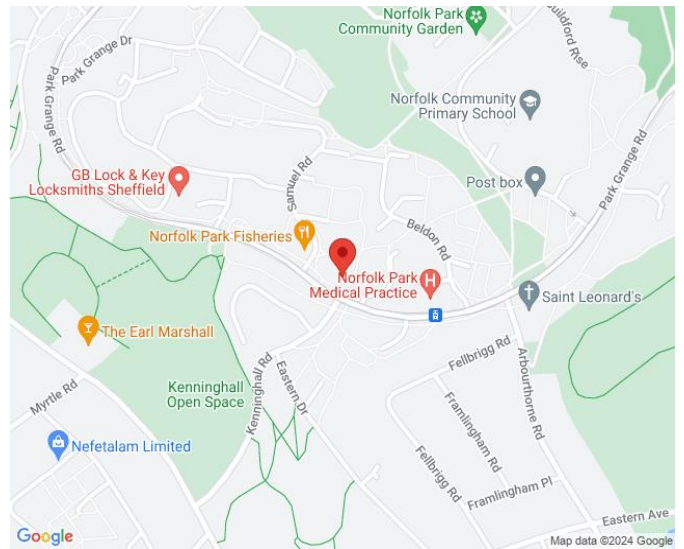 Norfolk Park
Community Garden
Guildford Rise
Park Grange Dr
Park Grange Rd
Norfolk Community
Primary School
Park Grange Rd
GB Lock & Key
Locksmiths Sheffield
Samuel Rd
Post box
Beldon Rd
Norfolk Park Fisheries
Norfolk Park
Medical Practice
Saint Leonard's
The Earl Marshall
Fellbrigg Rd
Arbourthorne Rd
Myrtle Rd
Kenninghall
Open Space
Kenninghall Rd
Eastern Dr
Framlingham Rd
Nefetalam Limited
Fellbrigg Rd
Framlingham Pl
Eastern Ave
Google
Map data ©2024 Google